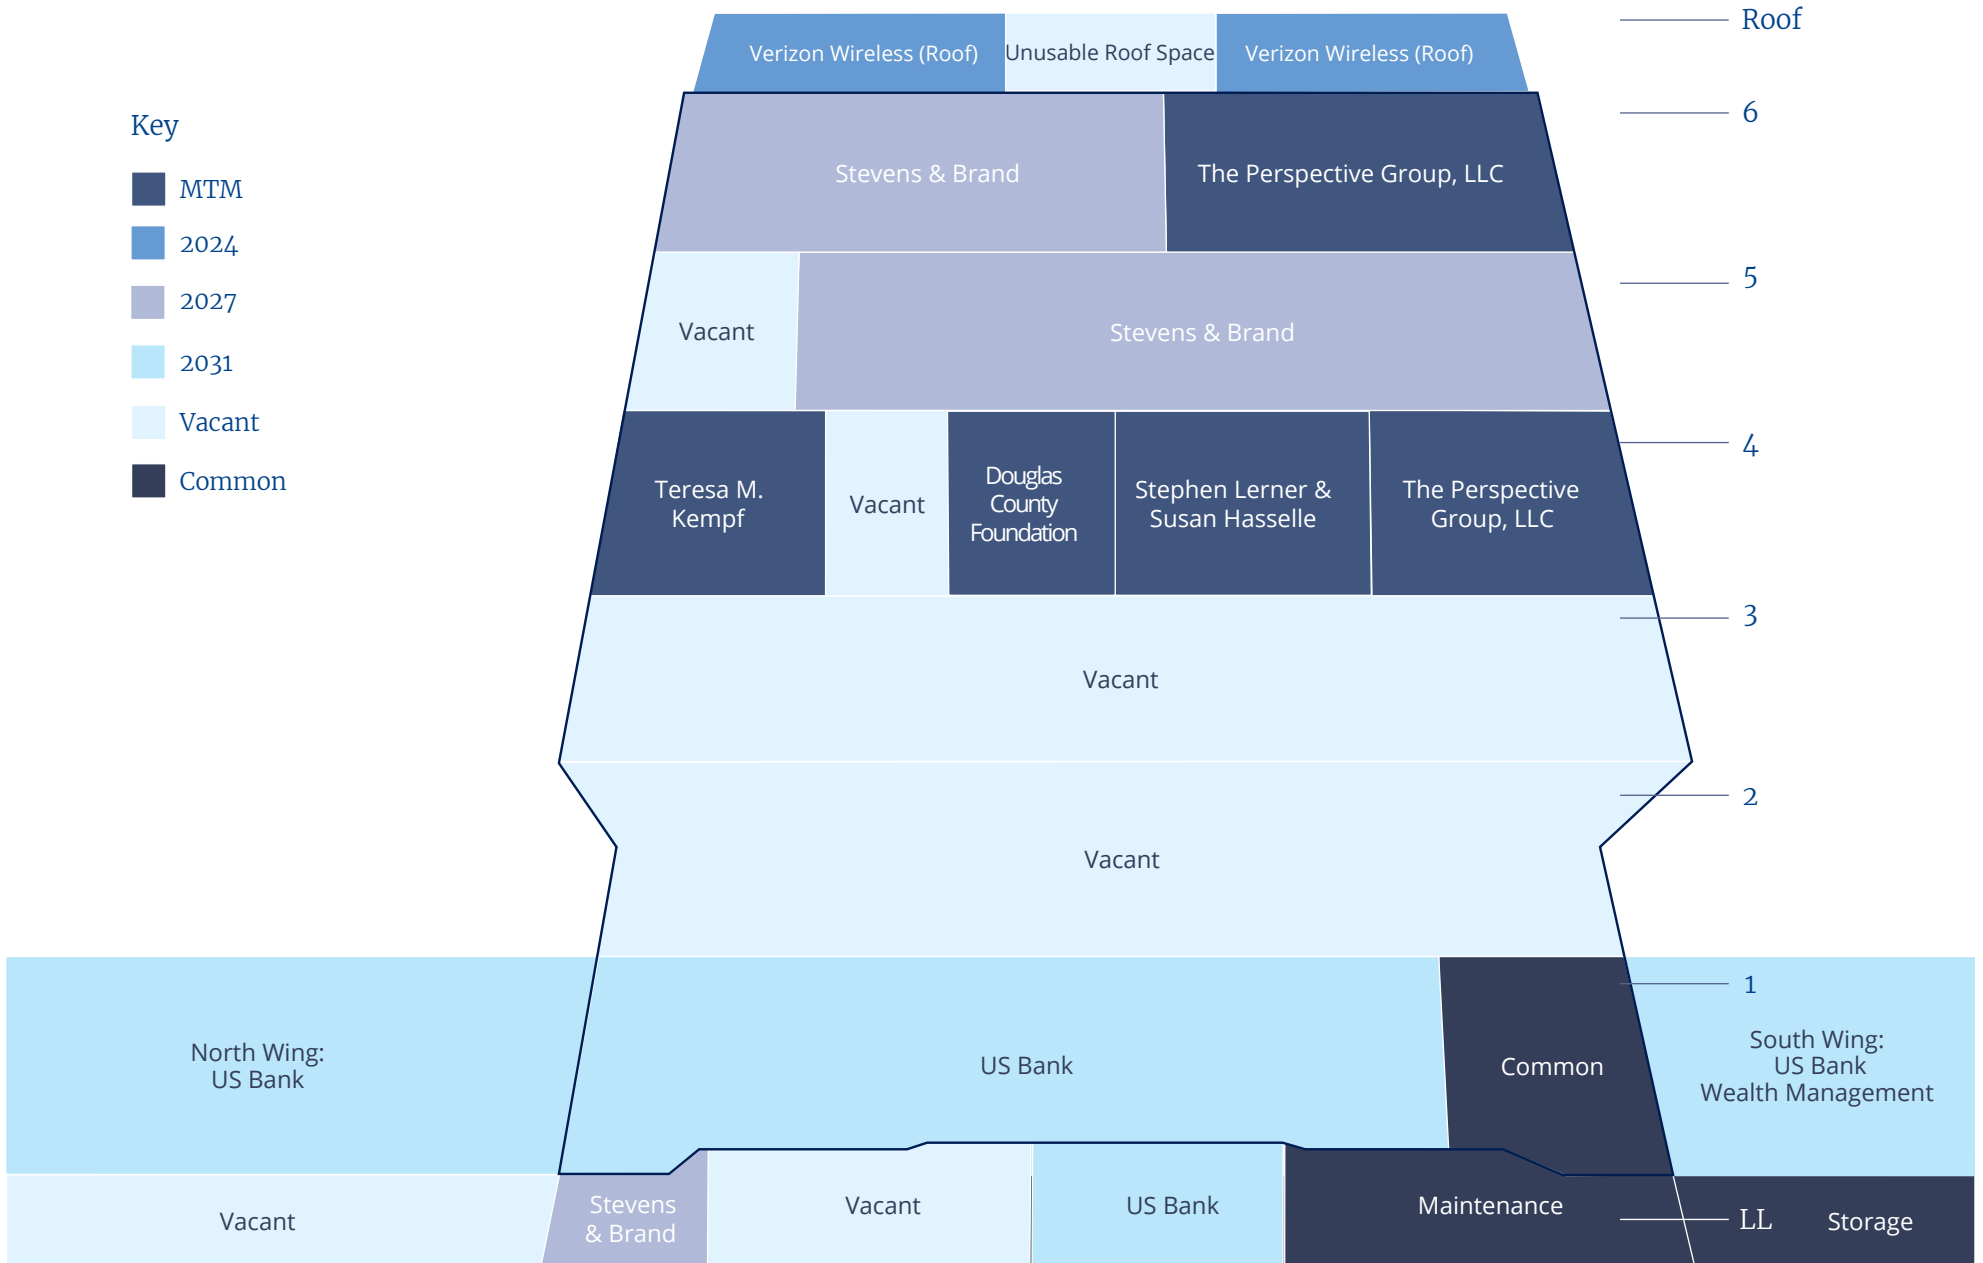 Key
MTM
2024
2027
2031
Vacant
Common
Verizon Wireless (Roof)
Unusable Roof Space
Verizon Wireless (Roof)
Roof
Stevens & Brand
The Perspective Group, LLC
6
Vacant
Stevens & Brand
5
Teresa M.
Kempf
Vacant
Douglas
County
Foundation
Stephen Lerner &
Susan Hasselle
The Perspective
Group, LLC
4
Vacant
3
Vacant
2
North Wing:
US Bank
US Bank
Common
1
South Wing:
US Bank
Wealth Management
Vacant
Stevens
& Brand
Vacant
US Bank
Maintenance
LL
Storage